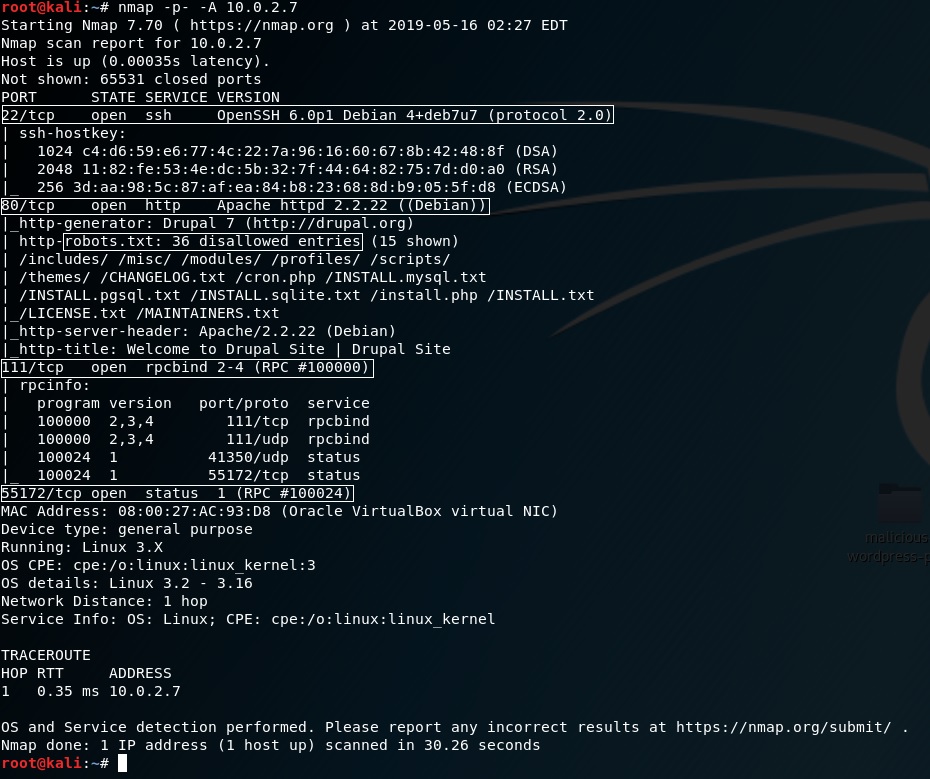 root@kali:~# nmap -p- -A 10.0.2.7
Starting Nmap 7.70 ( https://nmap.org ) at 2019-05-16 02:27 EDT
Nmap scan report for 10.0.2.7
Host is up (0.00035s latency).
Not shown: 65531 closed ports
PORT      STATE SERVICE VERSION
22/tcp    open  ssh     OpenSSH 6.0p1 Debian 4+deb7u7 (protocol 2.0)
| ssh-hostkey:
|   1024 c4:d6:59:e6:77:4c:22:7a:96:16:60:67:8b:42:48:8f (DSA)
|   2048 11:82:fe:53:4e:dc:5b:32:7f:44:64:82:75:7d:d0:a0 (RSA)
|_  256 3d:aa:98:5c:87:af:ea:84:b8:23:68:8d:b9:05:5f:d8 (ECDSA)
80/tcp    open  http    Apache httpd 2.2.22 ((Debian))
|_http-generator: Drupal 7 (http://drupal.org)
| http-robots.txt: 36 disallowed entries (15 shown)
| /includes/ /misc/ /modules/ /profiles/ /scripts/
| /themes/ /CHANGELOG.txt /cron.php /INSTALL.mysql.txt
| /INSTALL.pgsql.txt /INSTALL.sqlite.txt /install.php /INSTALL.txt
|_/LICENSE.txt /MAINTAINERS.txt
|_http-server-header: Apache/2.2.22 (Debian)
|_http-title: Welcome to Drupal Site | Drupal Site
111/tcp   open  rpcbind 2-4 (RPC #100000)
| rpcinfo:
|   program version   port/proto  service
|   100000  2,3,4        111/tcp  rpcbind
|   100000  2,3,4        111/udp  rpcbind
|   100024  1          41350/udp  status
|_  100024  1          55172/tcp  status
55172/tcp open  status  1 (RPC #100024)
MAC Address: 08:00:27:AC:93:D8 (Oracle VirtualBox virtual NIC)
Device type: general purpose
Running: Linux 3.X
OS CPE: cpe:/o:linux:linux_kernel:3
OS details: Linux 3.2 - 3.16
Network Distance: 1 hop
Service Info: OS: Linux; CPE: cpe:/o:linux:linux_kernel
malicious
wordpress-p

TRACEROUTE
HOP RTT     ADDRESS
1   0.35 ms 10.0.2.7

OS and Service detection performed. Please report any incorrect results at https://nmap.org/submit/ .
Nmap done: 1 IP address (1 host up) scanned in 30.26 seconds
root@kali:~#